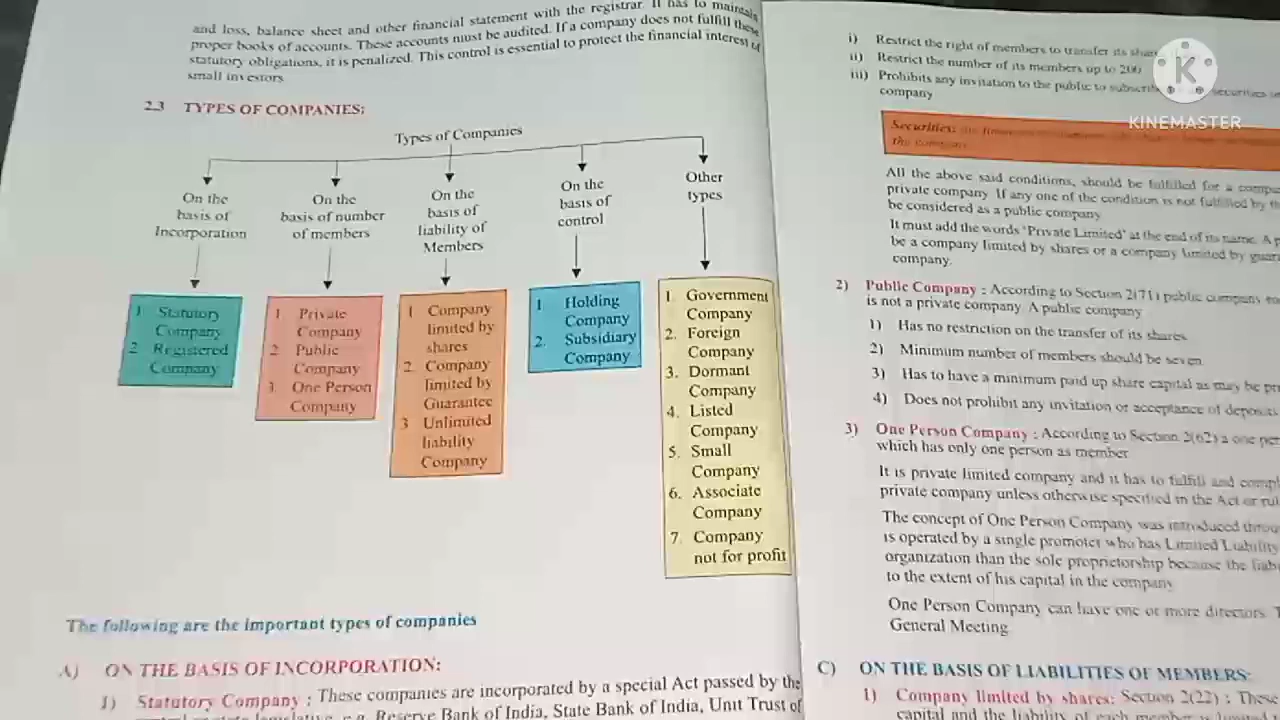 and loss, balance sheet and other financial statement with the registrar. It has to maintain
proper books of accounts. These accounts must be audited. If a company does not fulfill these
statutory obligations, it is penalized. This control is essential to protect the financial interest of
small investors
2.3 TYPES OF COMPANIES:
Types of Companies
On the
basis of
Incorporation
On the
basis of number
of members
On the
basis of
liability of
Members
On the
basis of
control
Other
types
1 Statutory
Company
2 Registered
Company
1 Private
Company
2 Public
Company
3. One Person
Company
1 Company
limited by
shares
2. Company
limited by
Guarantee
3 Unlimited
liability
Company
1 Holding
Company
2. Subsidiary
Company
1. Government
Company
2. Foreign
Company
3. Dormant
Company
4. Listed
Company
5. Small
Company
6. Associate
Company
7. Company
not for profit
The following are the important types of companies
A) ON THE BASIS OF INCORPORATION:
1) Statutory Company : These companies are incorporated by a special Act passed by the
Reserve Bank of India, State Bank of India, Unit Trust of
i) Restrict the right of members to transfer its
ii) Restrict the number of its members up to 200
iii) Prohibits any invitation to the public to securities
company
Securities:
the company
All the above said conditions, should be fulfilled for a
private company. If any one of the condition is not fulfilled by
be considered as a public company
It must add the words 'Private Limited' at the end of its name. A
be a company limited by shares or a company limited by
company.
2) Public Company : According to Section 2(71) public company
is not a private company. A public company
1) Has no restriction on the transfer of its shares.
2) Minimum number of members should be seven.
3) Has to have a minimum paid up share capital as may be
4) Does not prohibit any invitation or acceptance of deposits
3) One Person Company : According to Section 2(62) a one
which has only one person as member.
It is private limited company and it has to fulfill and
private company unless otherwise specified in the Act or
The concept of One Person Company was introduced
is operated by a single promoter who has Limited Liability
organization than the sole proprietorship because the
to the extent of his capital in the company
One Person Company can have one or more directors.
General Meeting.
C) ON THE BASIS OF LIABILITIES OF MEMBERS:
1) Company limited by shares: Section 2(22) : These
capital and the liability of each
K
KINEMASTER